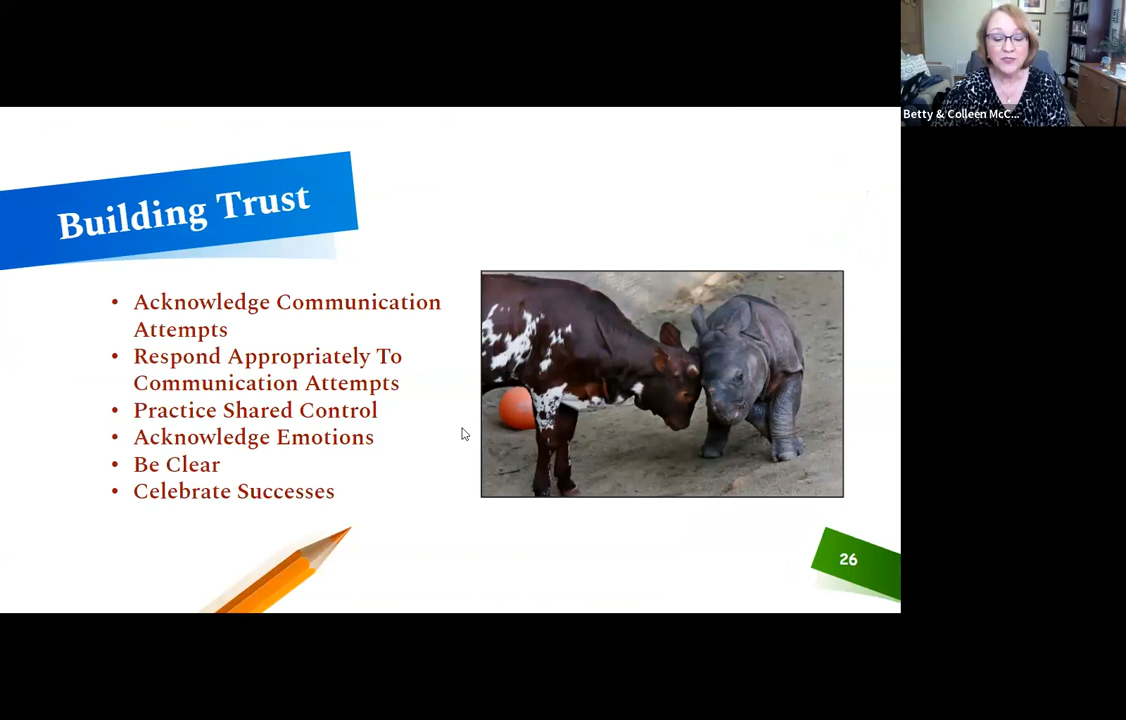 Betty & Colleen McC...
Building Trust
• Acknowledge Communication
Attempts
• Respond Appropriately To
Communication Attempts
• Practice Shared Control
• Acknowledge Emotions
• Be Clear
• Celebrate Successes
26